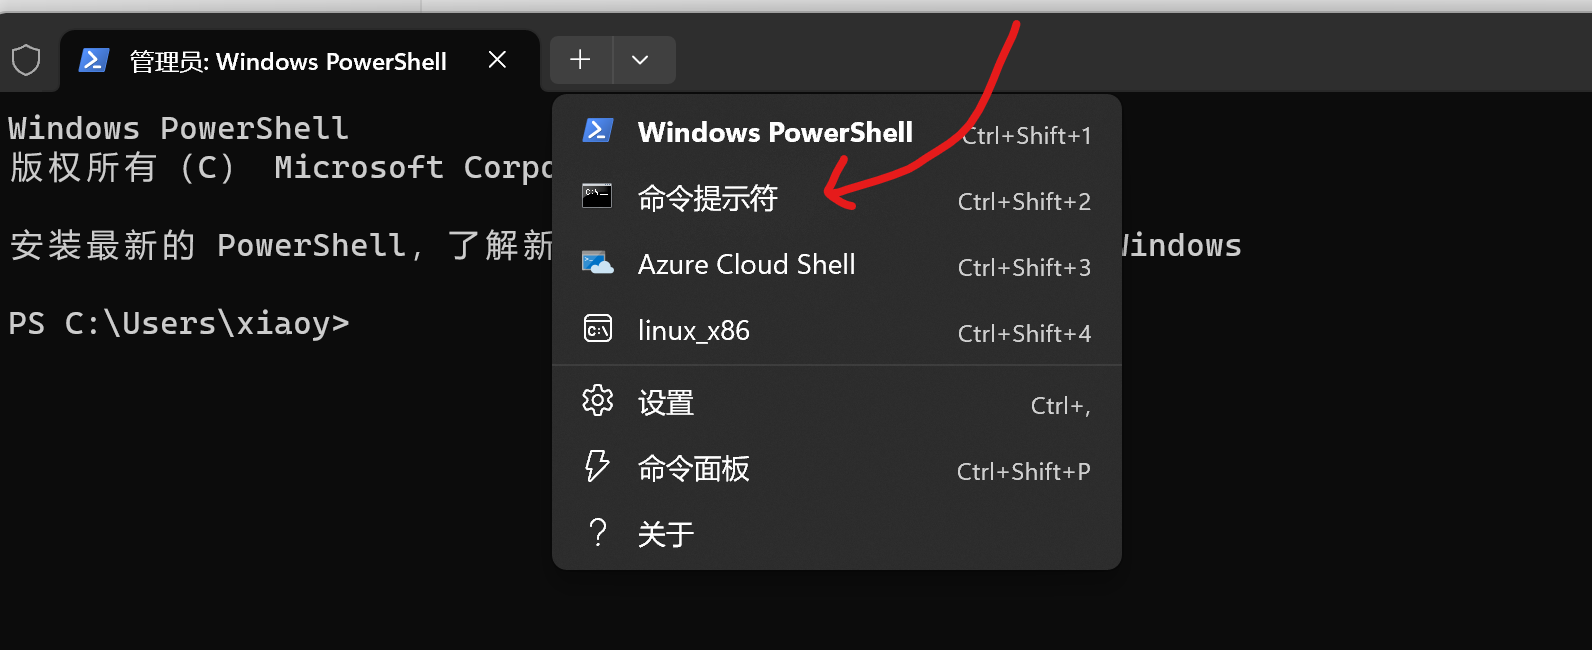 管理员: Windows PowerShell
Windows PowerShell
版权所有 (C) Microsoft
安装最新的 PowerShell, 了解新
Windows
PS C:\Users\xiaoy>
Windows PowerShell Ctrl+Shift+1
命令提示符 Ctrl+Shift+2
Azure Cloud Shell Ctrl+Shift+3
linux_x86 Ctrl+Shift+4
设置 Ctrl+,
命令面板 Ctrl+Shift+P
关于